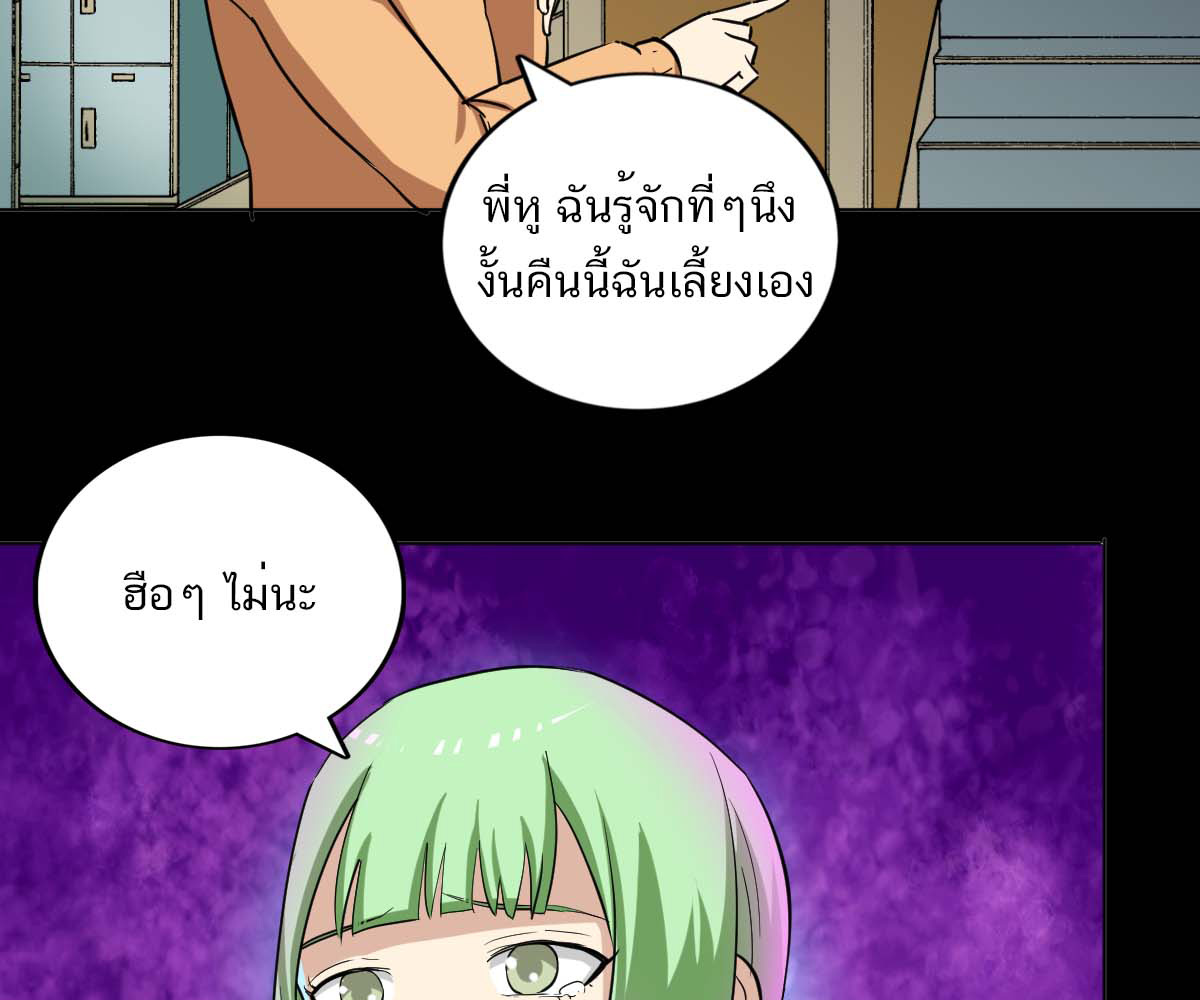 พี่หู ฉันรู้จักที่ๆนึง
งั้นคืนนี้ฉันเลี้ยงเอง
ฮือๆ ไม่นะ